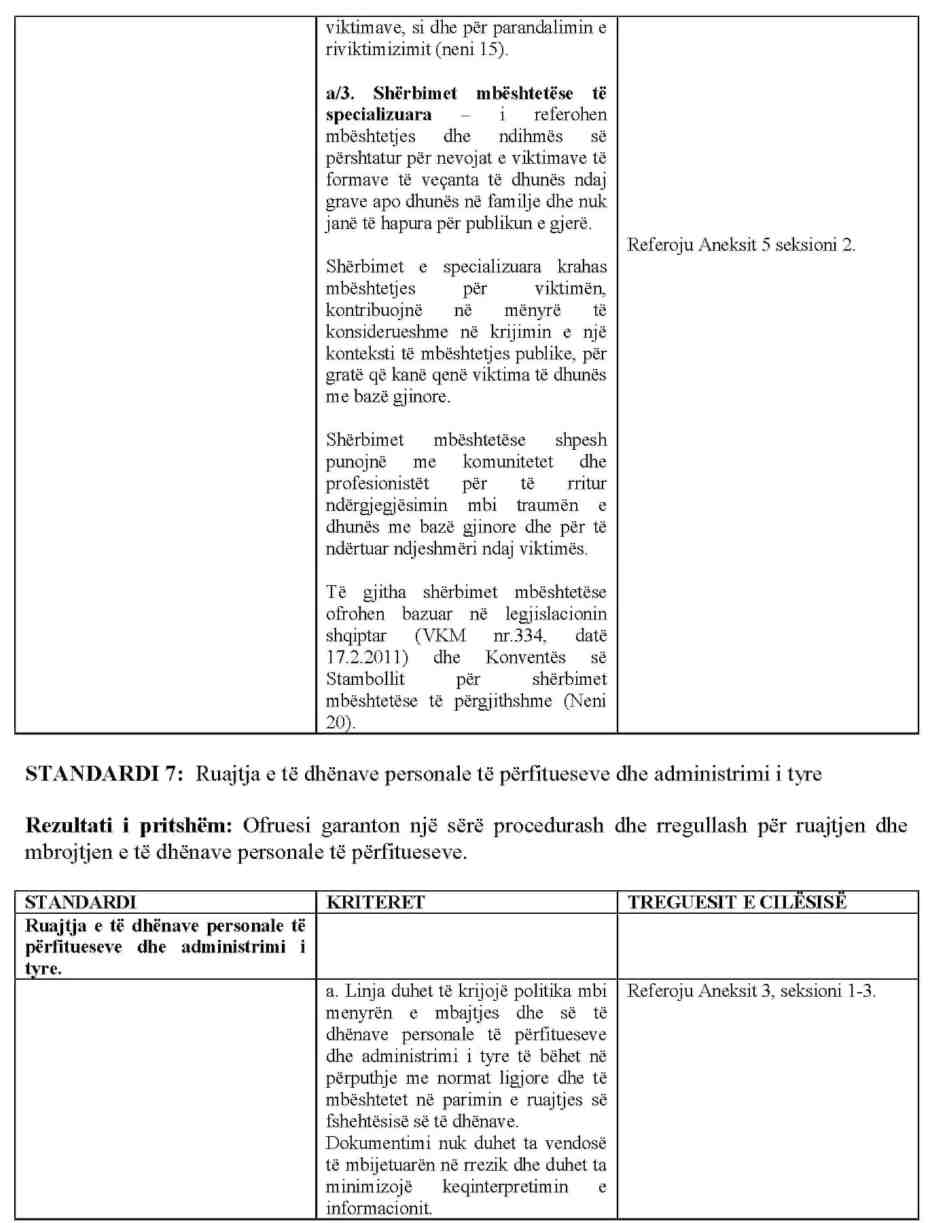 viktimave, si dhe për parandalimin e
riviktimizimit (neni 15).
a/3. Shërbimet mbështetëse të
specializuara – i referohen
mbështetjes dhe ndihmës së
përshtatur për nevojat e viktimave të
formave të veçanta të dhunës ndaj
grave apo dhunës në familje dhe nuk
janë të hapura për publikun e gjerë.
Referoju Aneksit 5 seksioni 2.
Shërbimet e specializuara krahas
mbështetjes për viktimën,
kontribuojnë në mënyrë të
konsiderueshme në krijimin e një
konteksti të mbështetjes publike, për
gratë që kanë qenë viktima të dhunës
me bazë gjinore.
Shërbimet mbështetëse shpesh
punojnë me komunitetet dhe
profesionistët për të rritur
ndërgjegjësimin mbi traumën e
dhunës me bazë gjinore dhe për të
ndërtuar ndjeshmëri ndaj viktimës.
Të gjitha shërbimet mbështetëse
ofrohen bazuar në legjislacionin
shqiptar (VKM nr.334, datë
17.2.2011) dhe Konventës së
Stambollit për shërbimet
mbështetëse të përgjithshme (Neni
20).
STANDARDI 7: Ruajtja e të dhënave personale të përfitueseve dhe administrimi i tyre
Rezultati i pritshëm: Ofruesi garanton një sërë procedurash dhe rregullash për ruajtjen dhe
mbrojtjen e të dhënave personale të përfitueseve.
STANDARDI KRITERET TREGUESIT E CILËSISË
Ruajtja e të dhënave personale të
përfitueseve dhe administrimi i
tyre.
a. Linja duhet të krijojë politika mbi
menyrën e mbajtjes dhe së të
dhënave personale të përfitueseve
dhe administrimi i tyre të bëhet në
përputhje me normat ligjore dhe të
mbështetet në parimin e ruajtjes së
fshehtësisë së të dhënave.
Dokumentimi nuk duhet ta vendosë
të mbijetuarën në rrezik dhe duhet ta
minimizojë keqinterpretimin e
informacionit.
Referoju Aneksit 3, seksioni 1-3.